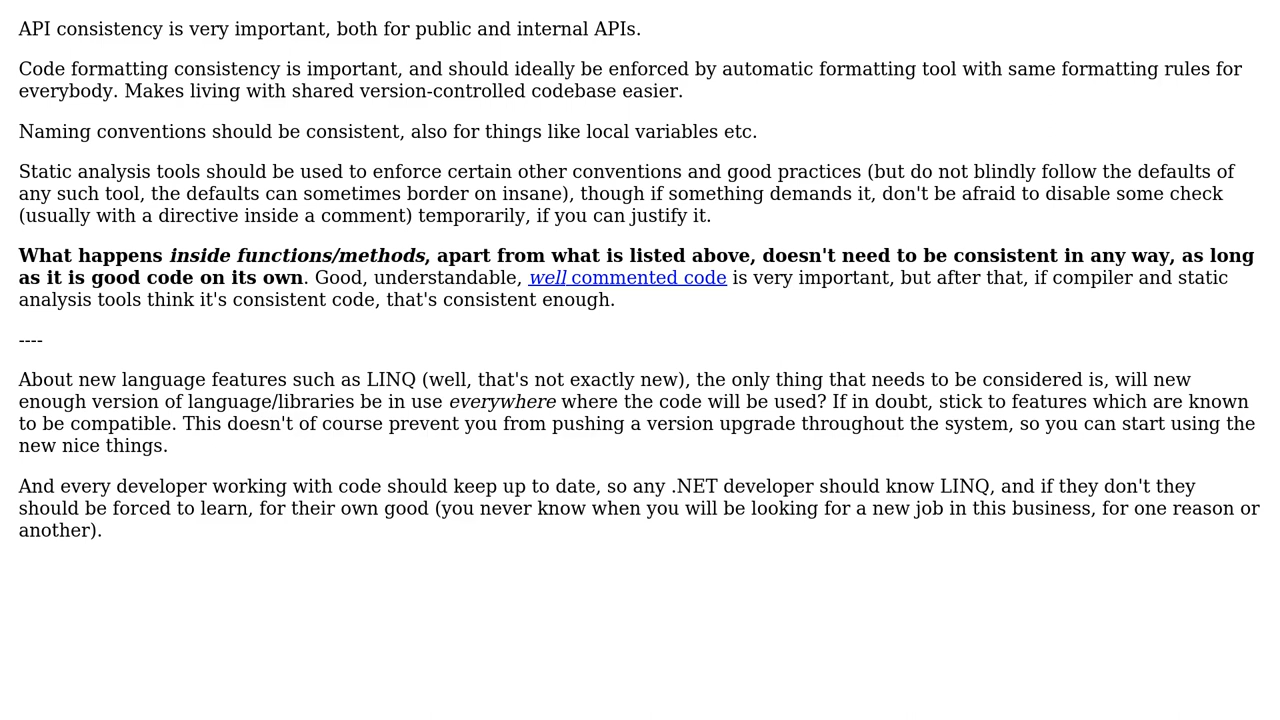 API consistency is very important, both for public and internal APIs.
Code formatting consistency is important, and should ideally be enforced by automatic formatting tool with same formatting rules for
everybody. Makes living with shared version-controlled codebase easier.
Naming conventions should be consistent, also for things like local variables etc.
Static analysis tools should be used to enforce certain other conventions and good practices (but do not blindly follow the defaults of
any such tool, the defaults can sometimes border on insane), though if something demands it, don't be afraid to disable some check
(usually with a directive inside a comment) temporarily, if you can justify it.
What happens inside functions/methods, apart from what is listed above, doesn't need to be consistent in any way, as long
as it is good code on its own. Good, understandable, well commented code is very important, but after that, if compiler and static
analysis tools think it's consistent code, that's consistent enough.
----
About new language features such as LINQ (well, that's not exactly new), the only thing that needs to be considered is, will new
enough version of language/libraries be in use everywhere where the code will be used? If in doubt, stick to features which are known
to be compatible. This doesn't of course prevent you from pushing a version upgrade throughout the system, so you can start using the
new nice things.
And every developer working with code should keep up to date, so any .NET developer should know LINQ, and if they don't they
should be forced to learn, for their own good (you never know when you will be looking for a new job in this business, for one reason or
another).